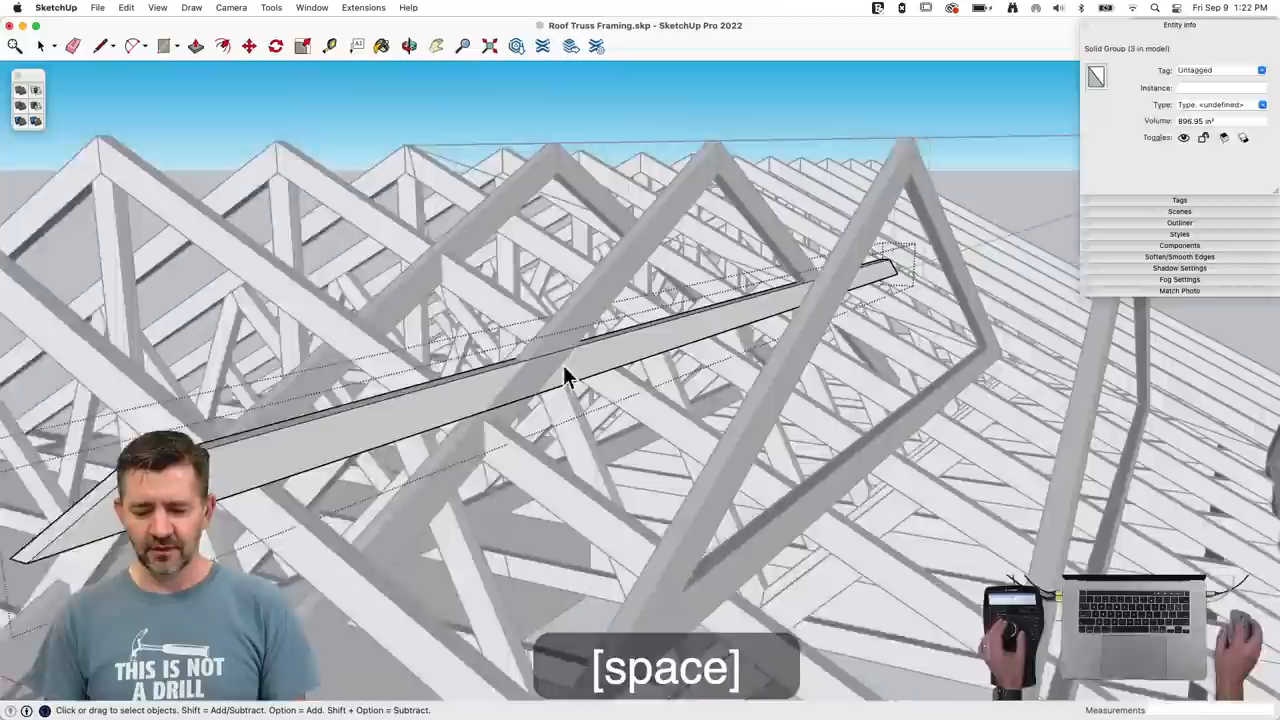 SketchUp File Edit View Draw Camera Tools Window Extensions Help Fri Sep 9 1:22 PM
Roof Truss Framing.skp - SketchUp Pro 2022
Entity Info
Solid Group (3 in model)
Tag: Untagged
Instance:
Type: Type: <undefined>
Volume: 896.95 in³
Toggles:
Tags
Scenes
Outliner
Styles
Components
Soften/Smooth Edges
Shadow Settings
Fog Settings
Match Photo
THIS IS NOT
A DRILL
[space]
Click or drag to select objects. Shift = Add/Subtract. Option = Add. Shift + Option = Subtract. Measurements